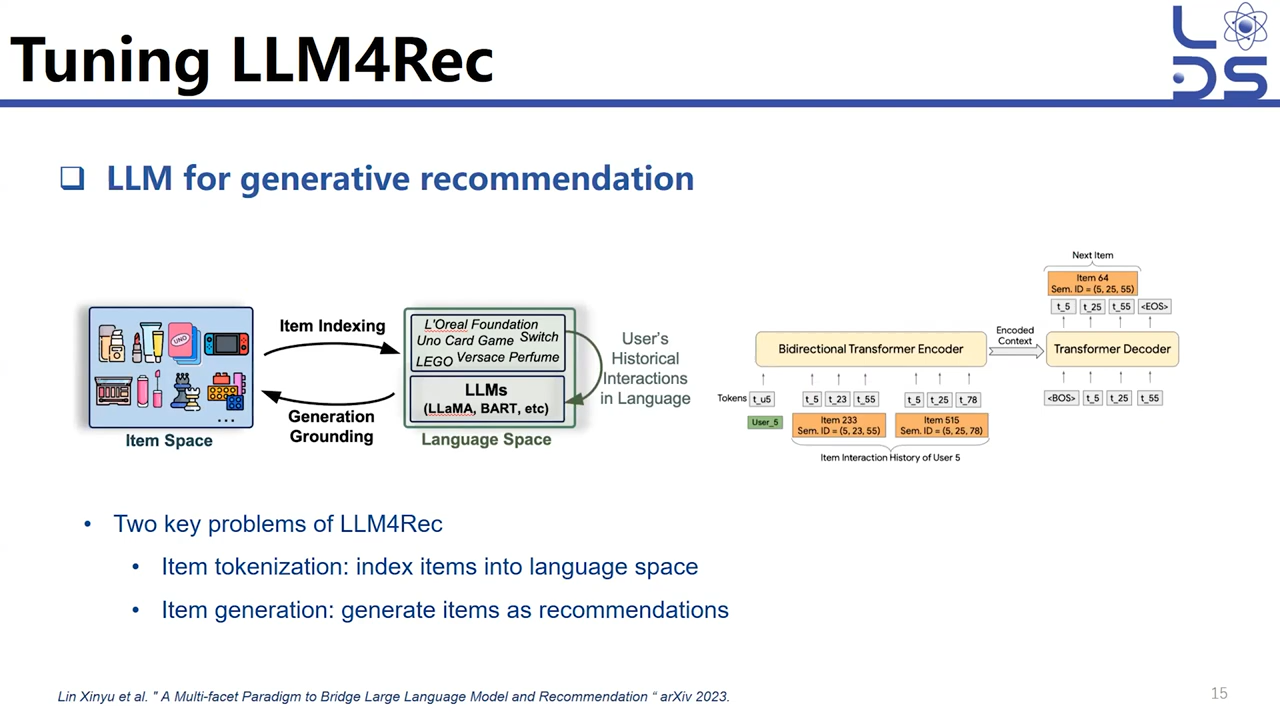 Tuning LLM4Rec
LDS
LLM for generative recommendation
UNO
Item Space
Item Indexing
Generation
Grounding
L'Oreal Foundation
Uno Card Game Switch
LEGO Versace Perfume
LLMs
(LLaMA, BART, etc)
Language Space
User's
Historical
Interactions
in Language
Next Item
Item 64
Sem. ID = (5, 25, 55)
t_5 t_25 t_55 <EOS>
Bidirectional Transformer Encoder
Encoded
Context
Transformer Decoder
Tokens t_u5 t_5 t_23 t_55 t_5 t_25 t_78
<BOS> t_5 t_25 t_55
User_5
Item 233
Sem. ID = (5, 23, 55)
Item 515
Sem. ID = (5, 25, 78)
Item Interaction History of User 5
• Two key problems of LLM4Rec
• Item tokenization: index items into language space
• Item generation: generate items as recommendations
Lin Xinyu et al. " A Multi-facet Paradigm to Bridge Large Language Model and Recommendation “ arXiv 2023.
15